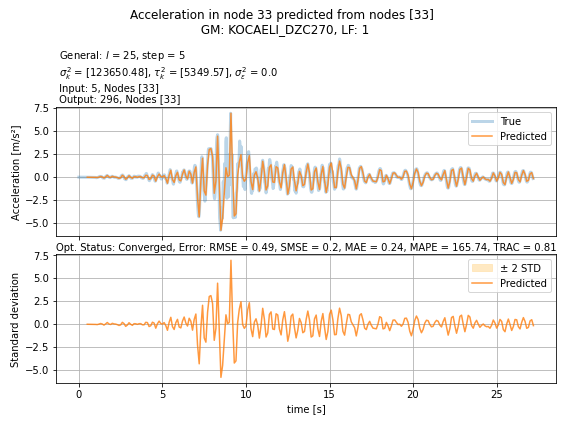 Acceleration in node 33 predicted from nodes [33]
GM: KOCAELI_DZC270, LF: 1
General: l = 25, step = 5
σ²ₖ = [123650.48], τ²ₖ = [5349.57], σ²_ε = 0.0
Input: 5, Nodes [33]
Output: 296, Nodes [33]
7.5
5.0
2.5
0.0
−2.5
−5.0
Acceleration [m/s²]
True
Predicted
Opt. Status: Converged, Error: RMSE = 0.49, SMSE = 0.2, MAE = 0.24, MAPE = 165.74, TRAC = 0.81
7.5
5.0
2.5
0.0
−2.5
−5.0
Standard deviation
± 2 STD
Predicted
0 5 10 15 20 25
time [s]